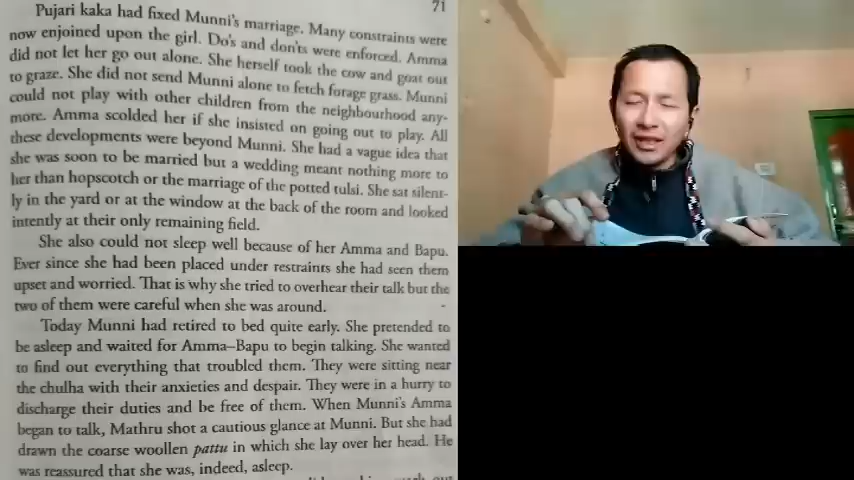 71
Pujari kaka had fixed Munni's marriage. Many constraints were
now enjoined upon the girl. Do's and don'ts were enforced. Amma
did not let her go out alone. She herself took the cow and goat out
to graze. She did not send Munni alone to fetch forage grass. Munni
could not play with other children from the neighbourhood any-
more. Amma scolded her if she insisted on going out to play. All
these developments were beyond Munni. She had a vague idea that
she was soon to be married but a wedding meant nothing more to
her than hopscotch or the marriage of the potted tulsi. She sat silent-
ly in the yard or at the window at the back of the room and looked
intently at their only remaining field.
She also could not sleep well because of her Amma and Bapu.
Ever since she had been placed under restraints she had seen them
upset and worried. That is why she tried to overhear their talk but the
two of them were careful when she was around.
Today Munni had retired to bed quite early. She pretended to
be asleep and waited for Amma–Bapu to begin talking. She wanted
to find out everything that troubled them. They were sitting near
the chulha with their anxieties and despair. They were in a hurry to
discharge their duties and be free of them. When Munni's Amma
began to talk, Mathru shot a cautious glance at Munni. But she had
drawn the coarse woollen pattu in which she lay over her head. He
was reassured that she was, indeed, asleep.